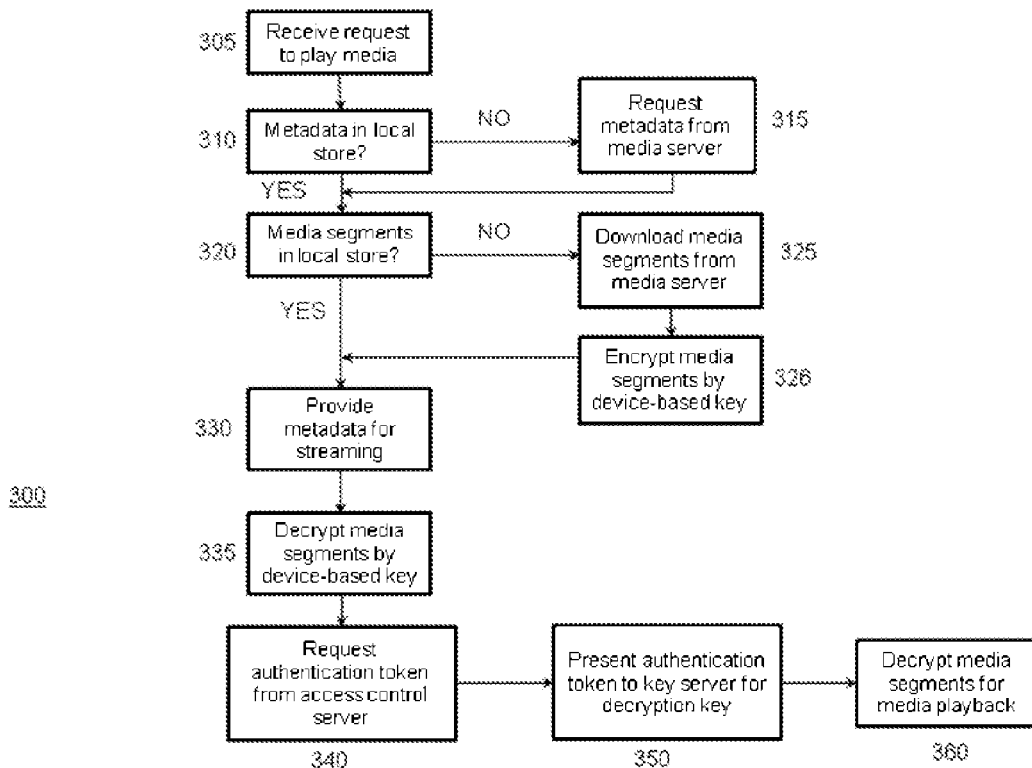 305
Receive request
to play media
310
Metadata in local
store?
NO
Request
metadata from
media server
315
YES
320
Media segments
in local store?
NO
Download media
segments from
media server
325
YES
Encrypt media
segments by
device-based key
326
330
Provide
metadata for
streaming
300
335
Decrypt media
segments by
device-based key
Request
authentication token
from access control
server
340
Present authentication
token to key server for
decryption key
350
Decrypt media
segments for
media playback
360